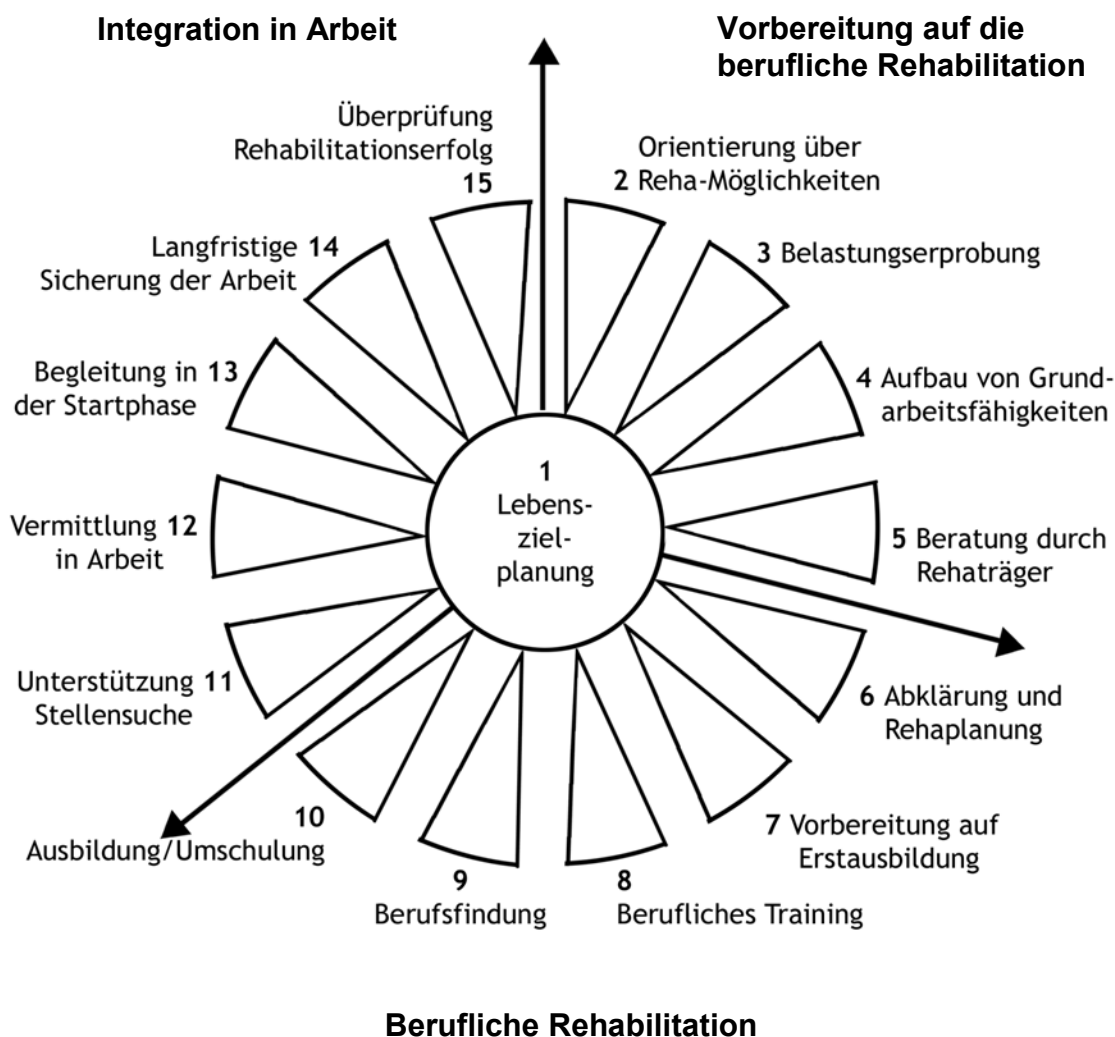 Integration in Arbeit
Vorbereitung auf die
berufliche Rehabilitation
1
Lebens-
ziel-
planung
Orientierung über
2 Reha-Möglichkeiten
3 Belastungserprobung
4 Aufbau von Grund-
arbeitsfähigkeiten
5 Beratung durch
Rehaträger
6 Abklärung und
Rehaplanung
7 Vorbereitung auf
Erstausbildung
8
Berufliches Training
9
Berufsfindung
10
Ausbildung/Umschulung
Unterstützung 11
Stellensuche
Vermittlung 12
in Arbeit
Begleitung in 13
der Startphase
Langfristige 14
Sicherung der Arbeit
Überprüfung
Rehabilitationserfolg
15
Berufliche Rehabilitation